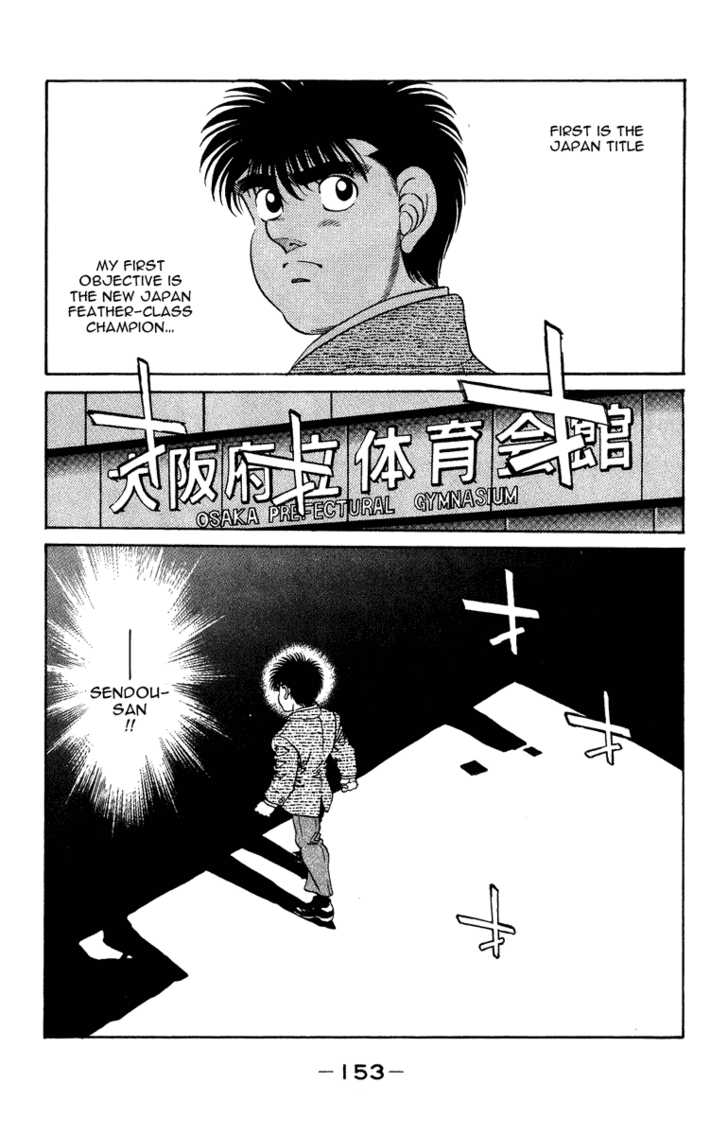 FIRST IS THE
JAPAN TITLE
MY FIRST
OBJECTIVE IS
THE NEW JAPAN
FEATHER-CLASS
CHAMPION...
大阪府立体育会館
OSAKA PREFECTURAL GYMNASIUM
SENDOU-
SAN
!!
-153-